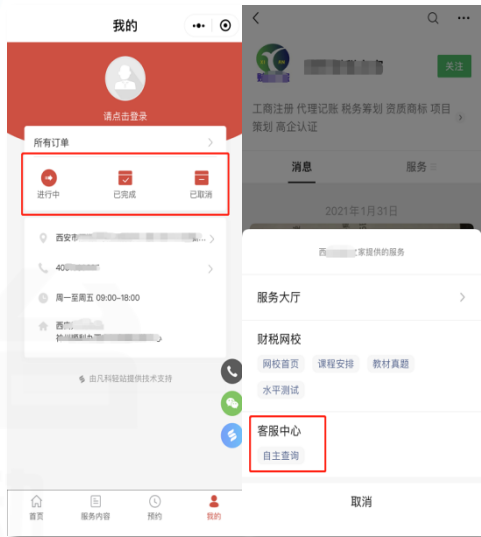 我的
请点击登录
所有订单
进行中
已完成
已取消
西安市
400
周一至周五 09:00~18:00
由凡科轻站提供技术支持
首页
服务内容
预约
我的
关注
工商注册 代理记账 税务筹划 资质商标 项目
策划 高企认证
消息
服务
2021年1月31日
家提供的服务
服务大厅
财税网校
网校首页
课程安排
教材真题
水平测试
客服中心
自主查询
取消